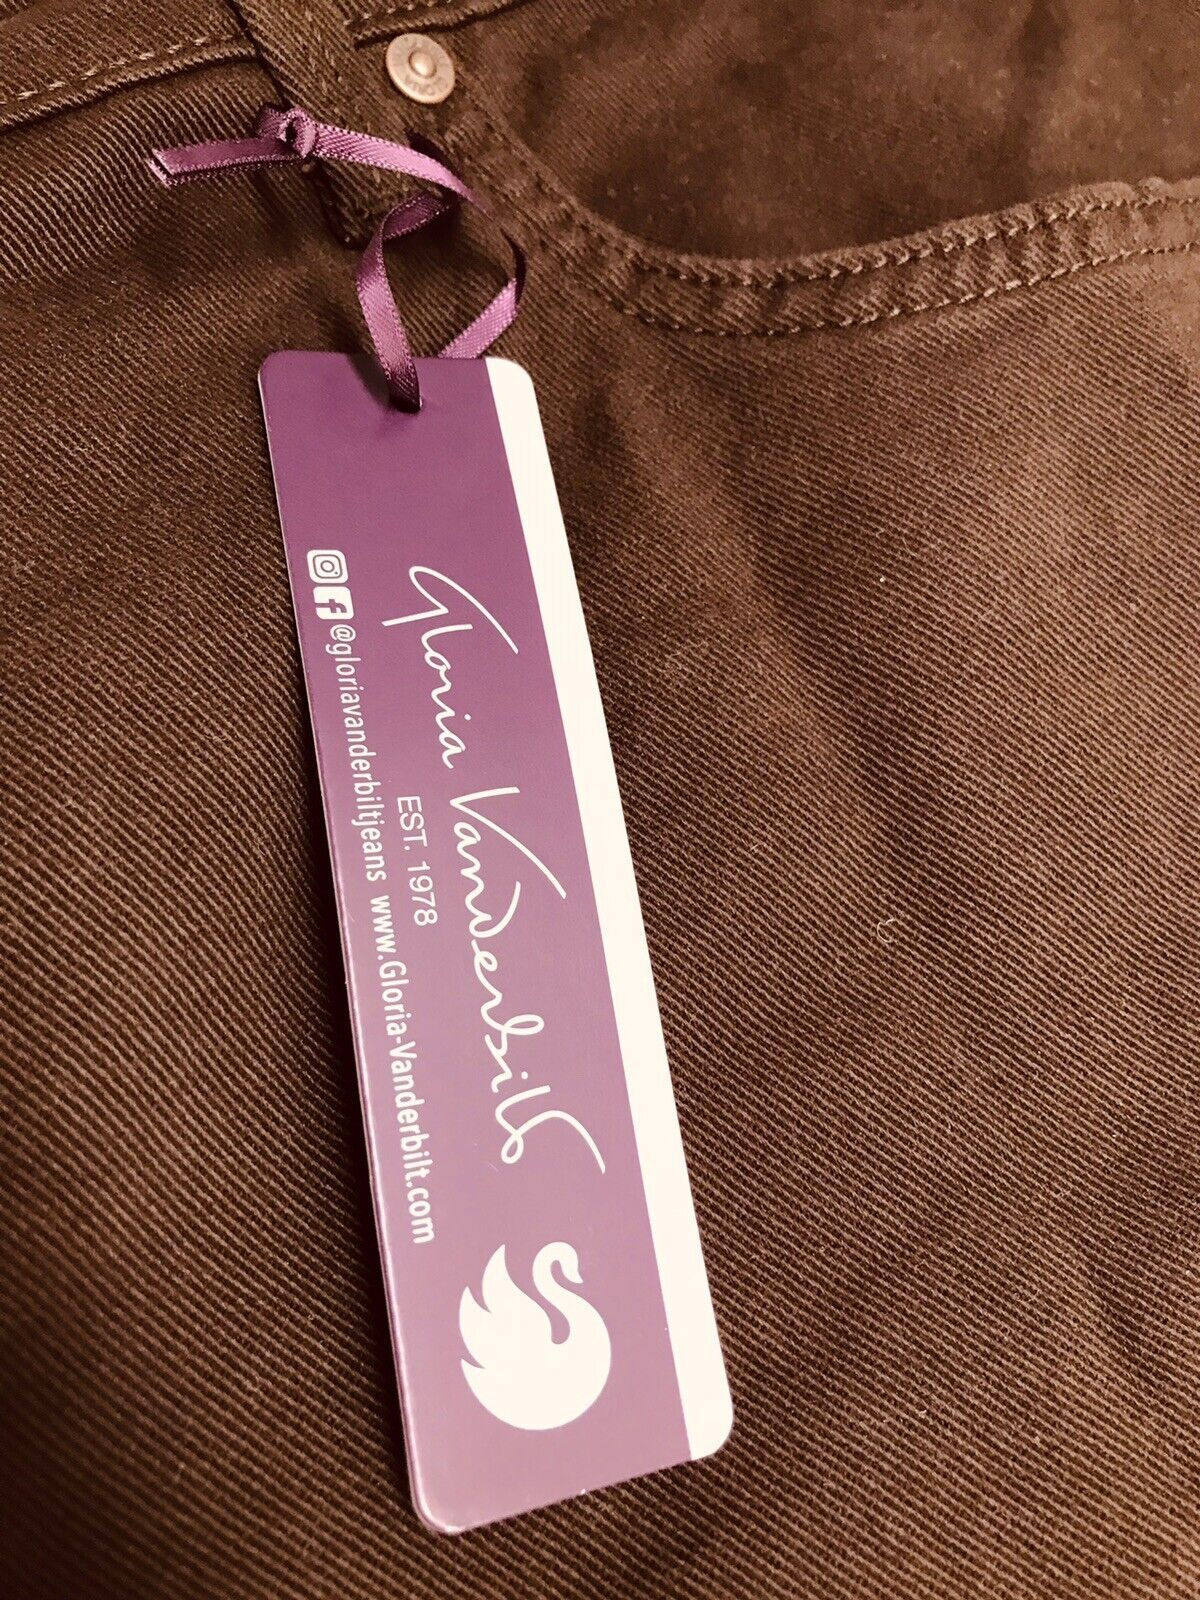 Gloria Vanderbilt
EST. 1978
@gloriavanderbiltjeans www.Gloria-Vanderbilt.com